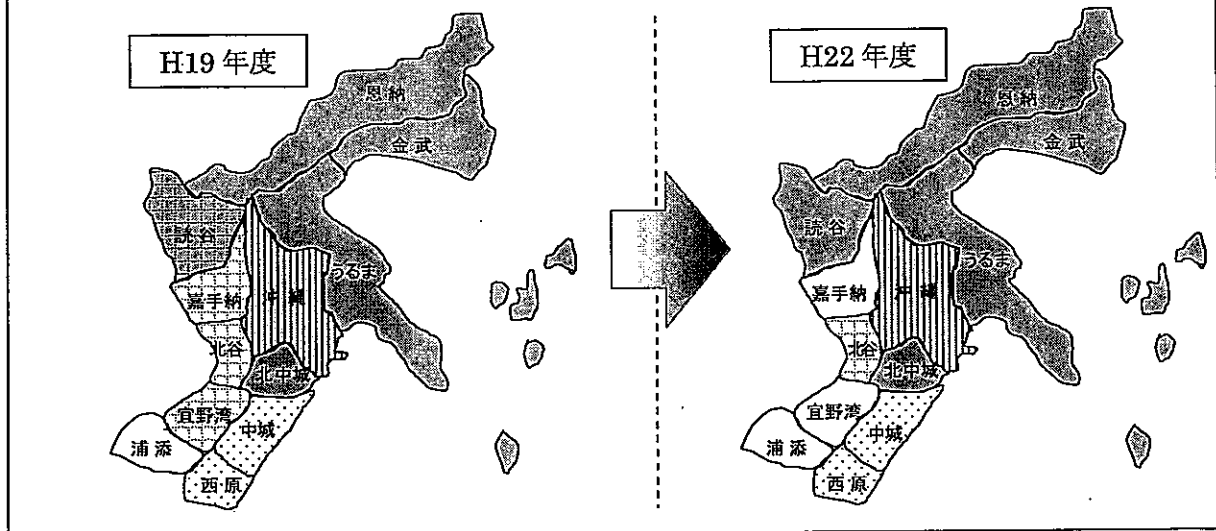 H19 年度
恩納
金武
読谷
うるま
嘉手納
沖縄
北谷
北中城
宜野湾
中城
浦添
西原
H22 年度
恩納
金武
読谷
うるま
嘉手納
沖縄
北谷
北中城
宜野湾
中城
浦添
西原